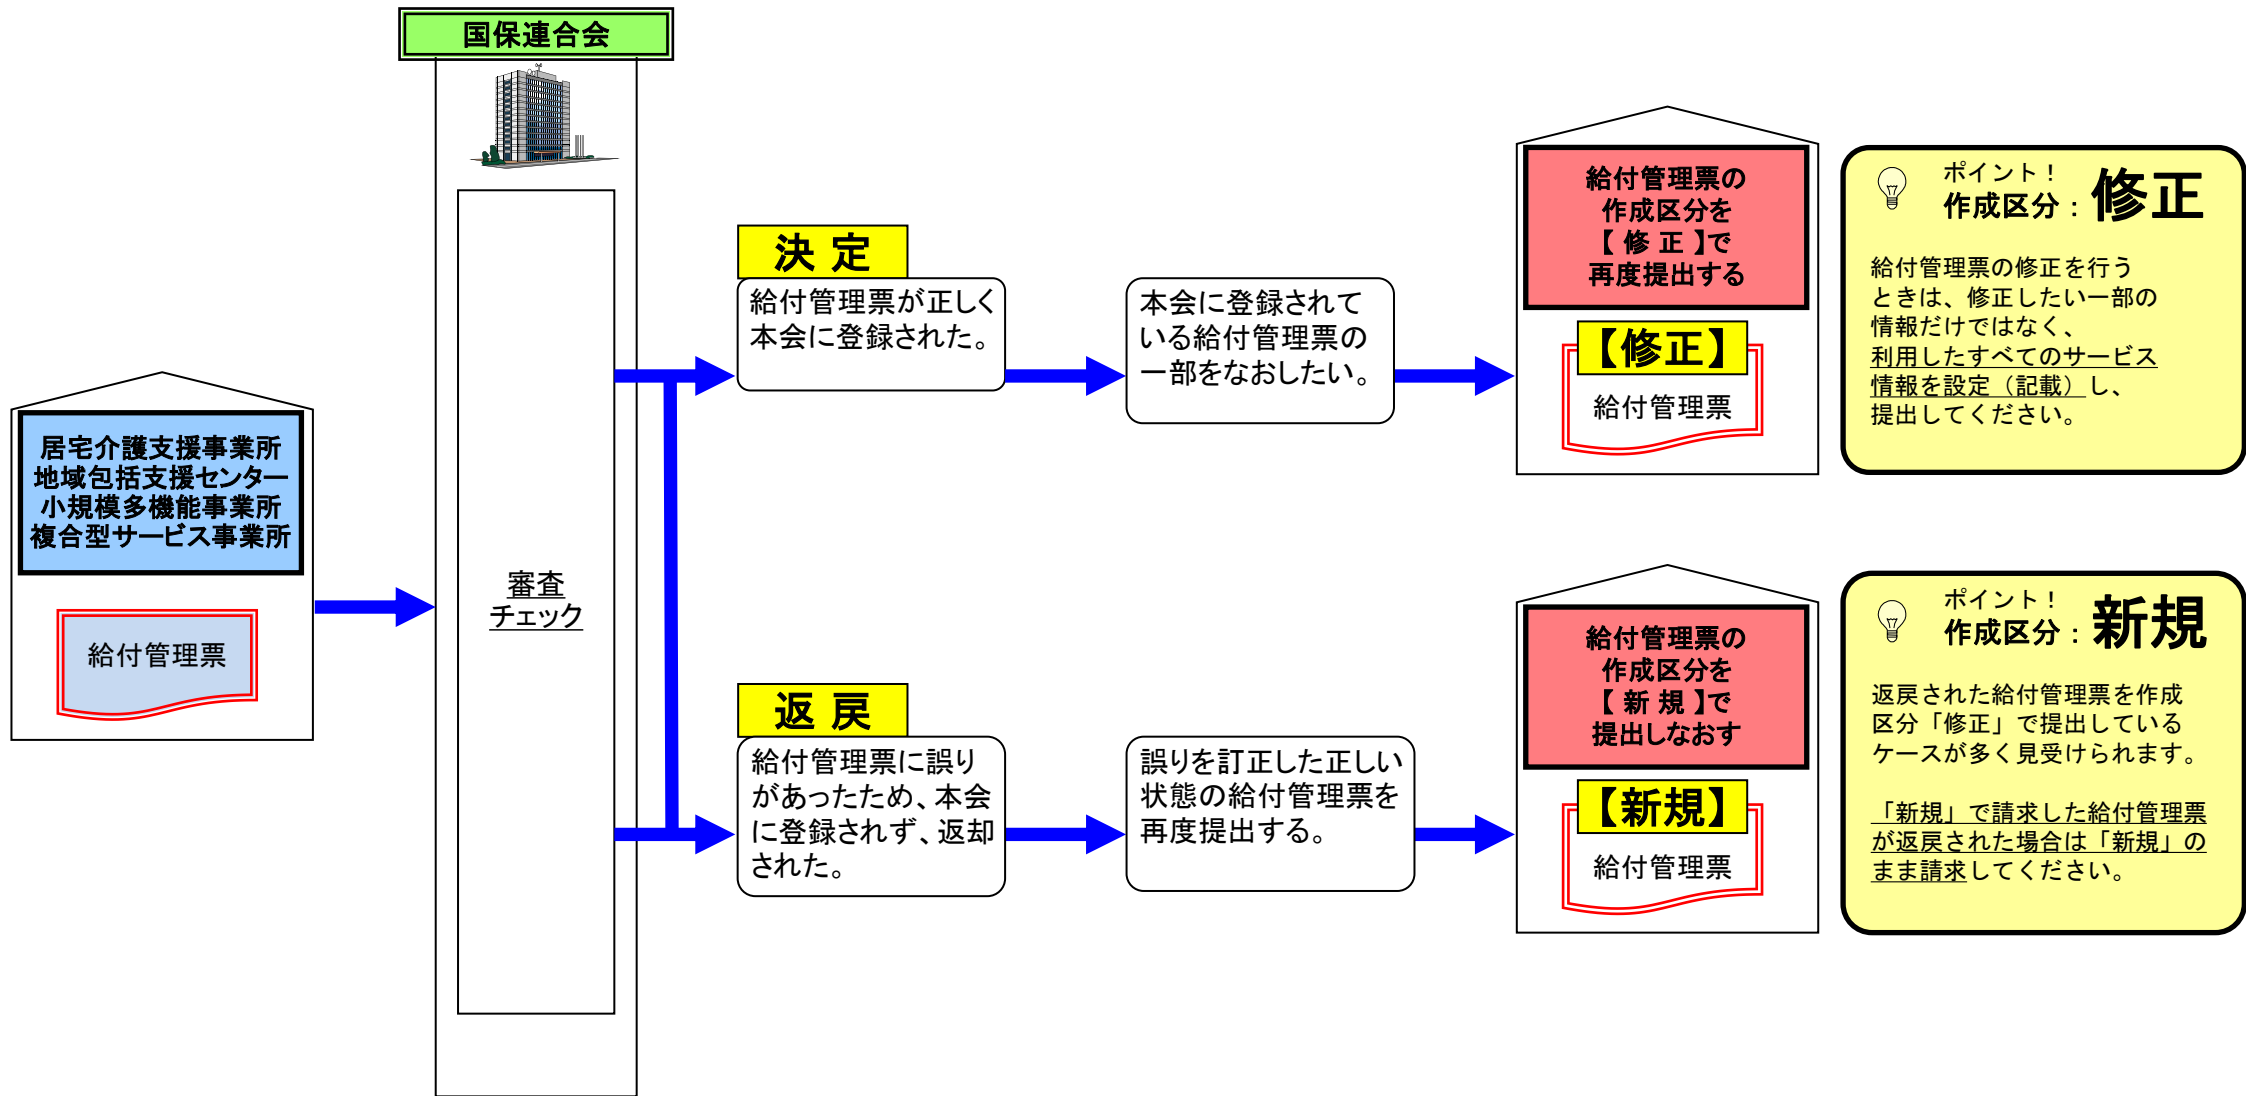 国保連合会
居宅介護支援事業所
地域包括支援センター
小規模多機能事業所
複合型サービス事業所
給付管理票
審査
チェック
決 定
給付管理票が正しく
本会に登録された。
本会に登録されて
いる給付管理票の
一部をなおしたい。
給付管理票の
作成区分を
【 修 正 】で
再度提出する
【修正】
給付管理票
ポイント！
作成区分：修正
給付管理票の修正を行う
ときは、修正したい一部の
情報だけではなく、
利用したすべてのサービス
情報を設定（記載）し、
提出してください。
返 戻
給付管理票に誤り
があったため、本会
に登録されず、返却
された。
誤りを訂正した正しい
状態の給付管理票を
再度提出する。
給付管理票の
作成区分を
【 新 規 】で
提出しなおす
【新規】
給付管理票
ポイント！
作成区分：新規
返戻された給付管理票を作成
区分「修正」で提出している
ケースが多く見受けられます。
「新規」で請求した給付管理票
が返戻された場合は「新規」の
まま請求してください。